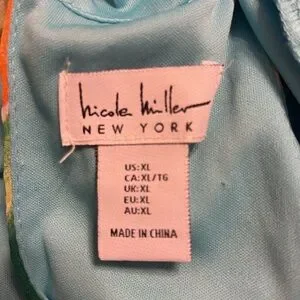 nicole miller
NEW YORK
US:XL
CA:XL/TG
UK:XL
EU:XL
AU:XL
MADE IN CHINA